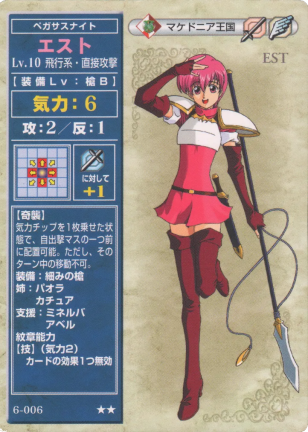 ペガサスナイト
エスト
Lv.10 飛行系・直接攻撃
【装備Lv：槍B】
気力：6
攻：2／反：1
に対して
+1
【奇襲】
気力チップを1枚乗せた状
態で、自出撃マスの一つ前
に配置可能。ただし、その
ターン中の移動不可。
装備：細みの槍
姉：パオラ
カチュア
支援：ミネルバ
アベル
紋章能力
【技】（気力2）
カードの効果1つ無効
6-006
★★
マケドニア王国
EST